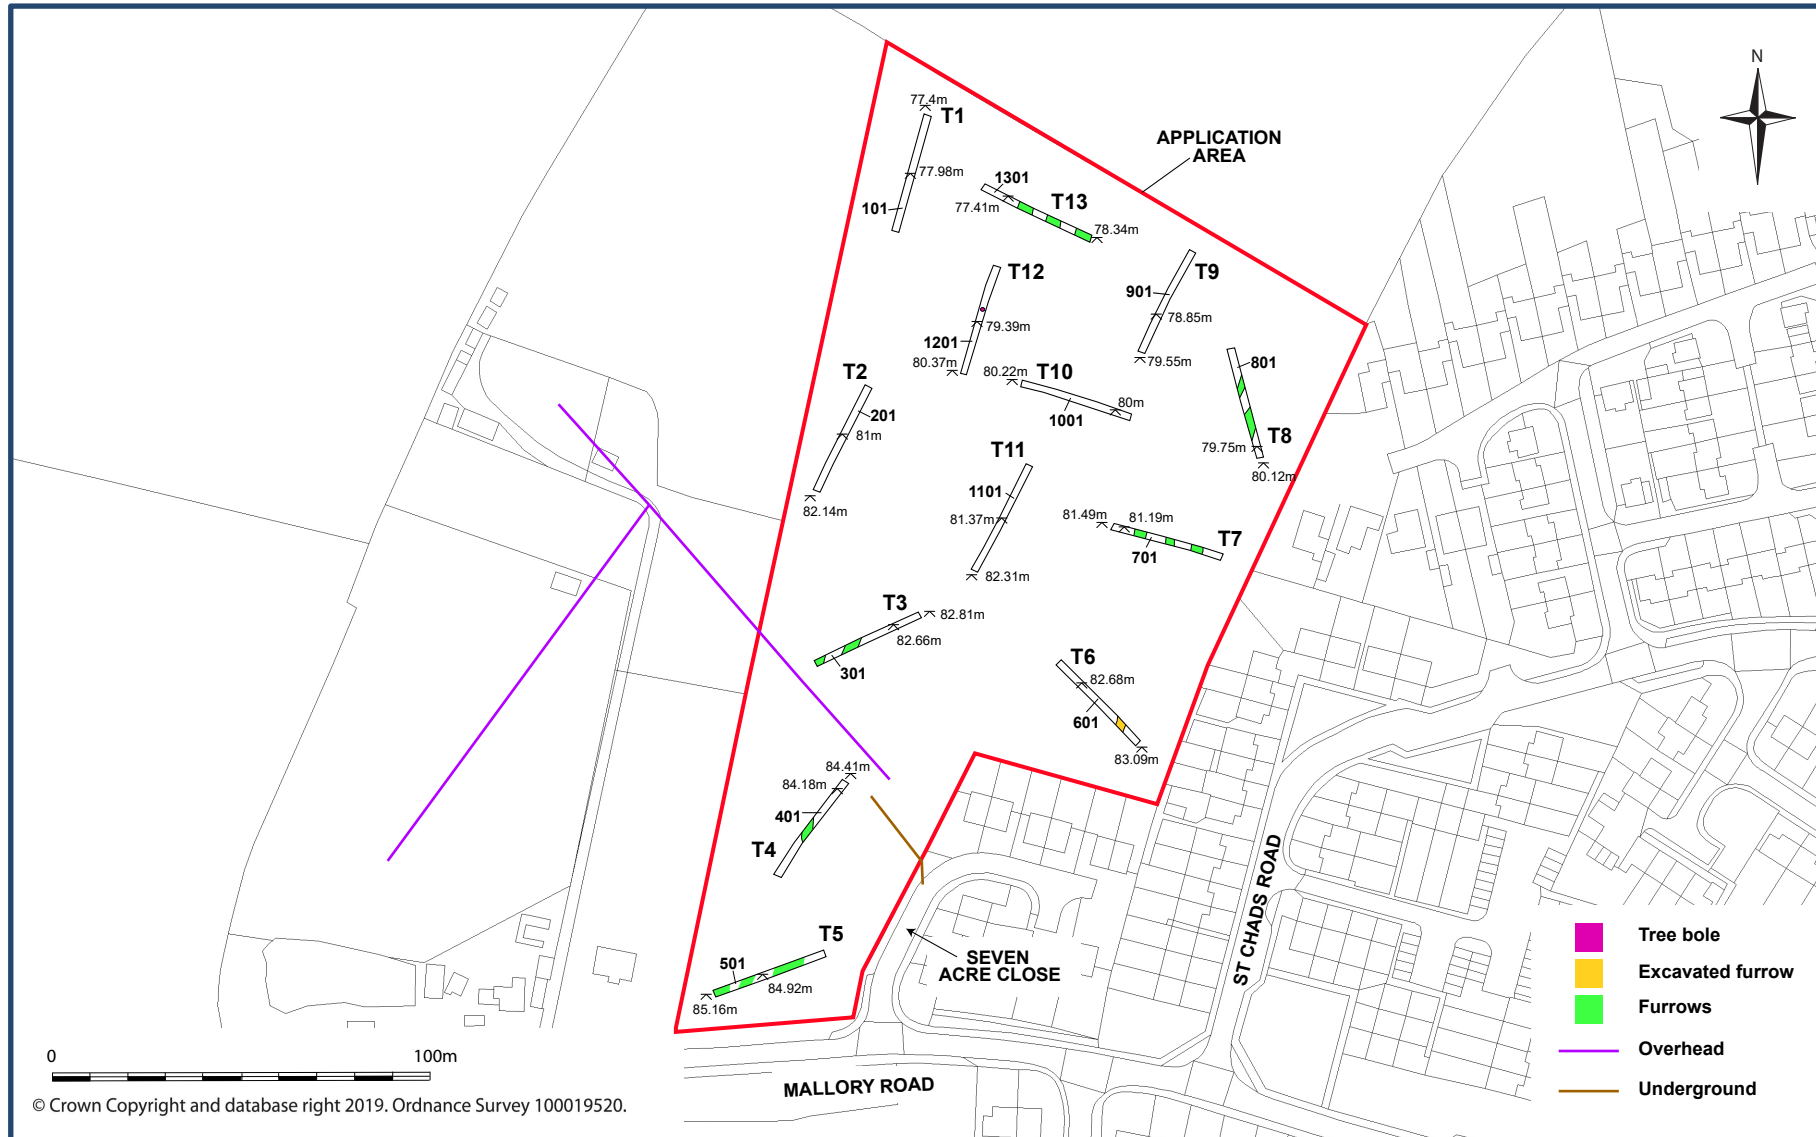 N
77.4m
T1
APPLICATION
AREA
77.98m
1301
T13
101
77.41m
78.34m
T12
T9
901
79.39m
78.85m
1201
80.37m
79.55m
801
T2
80.22m
T10
80m
201
1001
81m
T8
79.75m
T11
80.12m
1101
82.14m
81.37m
81.49m
81.19m
T7
701
82.31m
T3
82.81m
82.66m
301
T6
82.68m
601
83.09m
84.41m
84.18m
401
T4
ST CHADS ROAD
T5
501
84.92m
85.16m
SEVEN
ACRE CLOSE
MALLORY ROAD
Tree bole
Excavated furrow
Furrows
Overhead
Underground
0 100m
© Crown Copyright and database right 2019. Ordnance Survey 100019520.